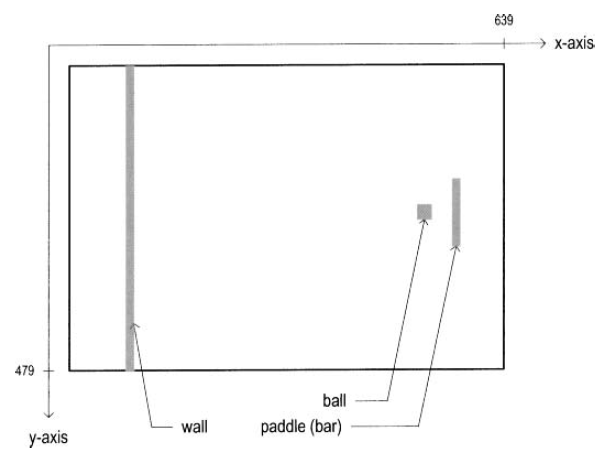 639
x-axis
479
y-axis
wall
ball
paddle (bar)